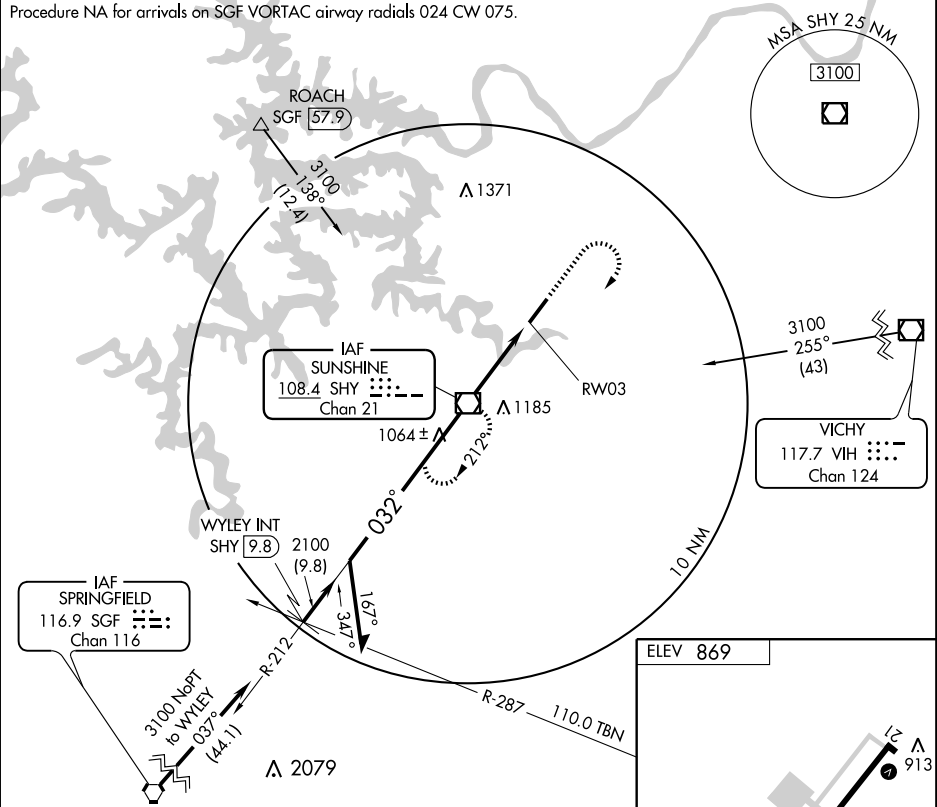 Procedure NA for arrivals on SGF VORTAC airway radials 024 CW 075.
MSA SHY 25 NM
3100
ROACH
SGF 57.9
3100
138°
(12.4)
1371
3100
255°
(43)
IAF
SUNSHINE
108.4 SHY
Chan 21
RW03
1185
1064 ±
212°
VICHY
117.7 VIH
Chan 124
032°
WYLEY INT
SHY 9.8
2100
(9.8)
10 NM
IAF
SPRINGFIELD
116.9 SGF
Chan 116
167°
347°
R-212
3100 NoPT
to WYLEY
037°
(44.1)
R-287
110.0 TBN
2079
ELEV 869
21
913